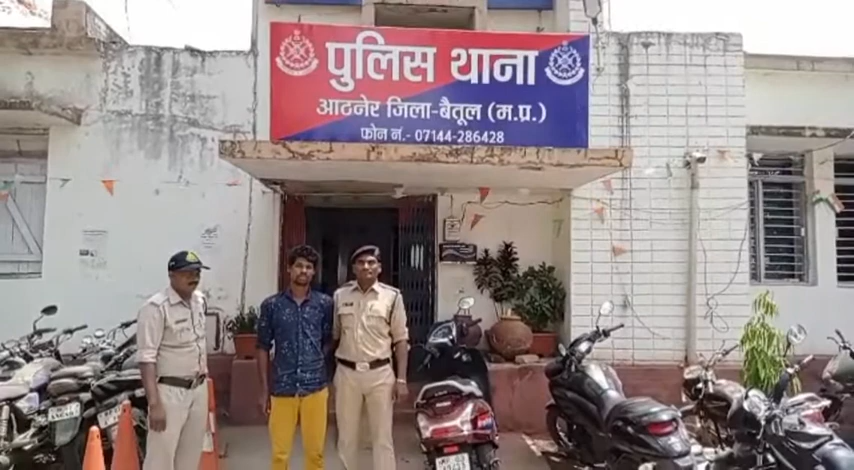 पुलिस थाना
आठनेर जिला-बैतूल (म.प्र.)
फोन नं.- 07144-286428